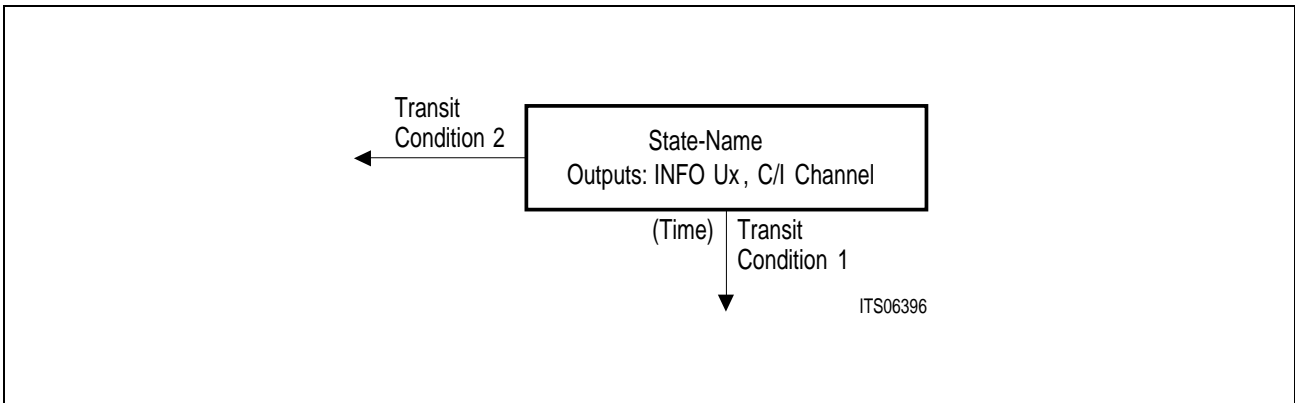 Transit
Condition 2
State-Name
Outputs: INFO Ux, C/I Channel
(Time)
Transit
Condition 1
ITS06396